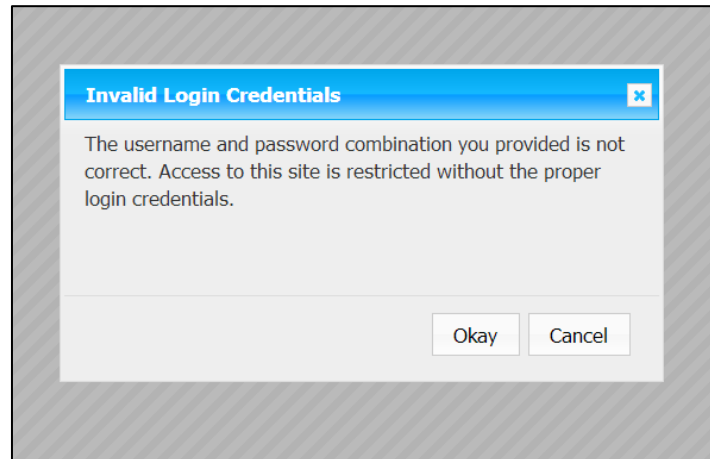 Invalid Login Credentials
The username and password combination you provided is not
correct. Access to this site is restricted without the proper
login credentials.
Okay
Cancel